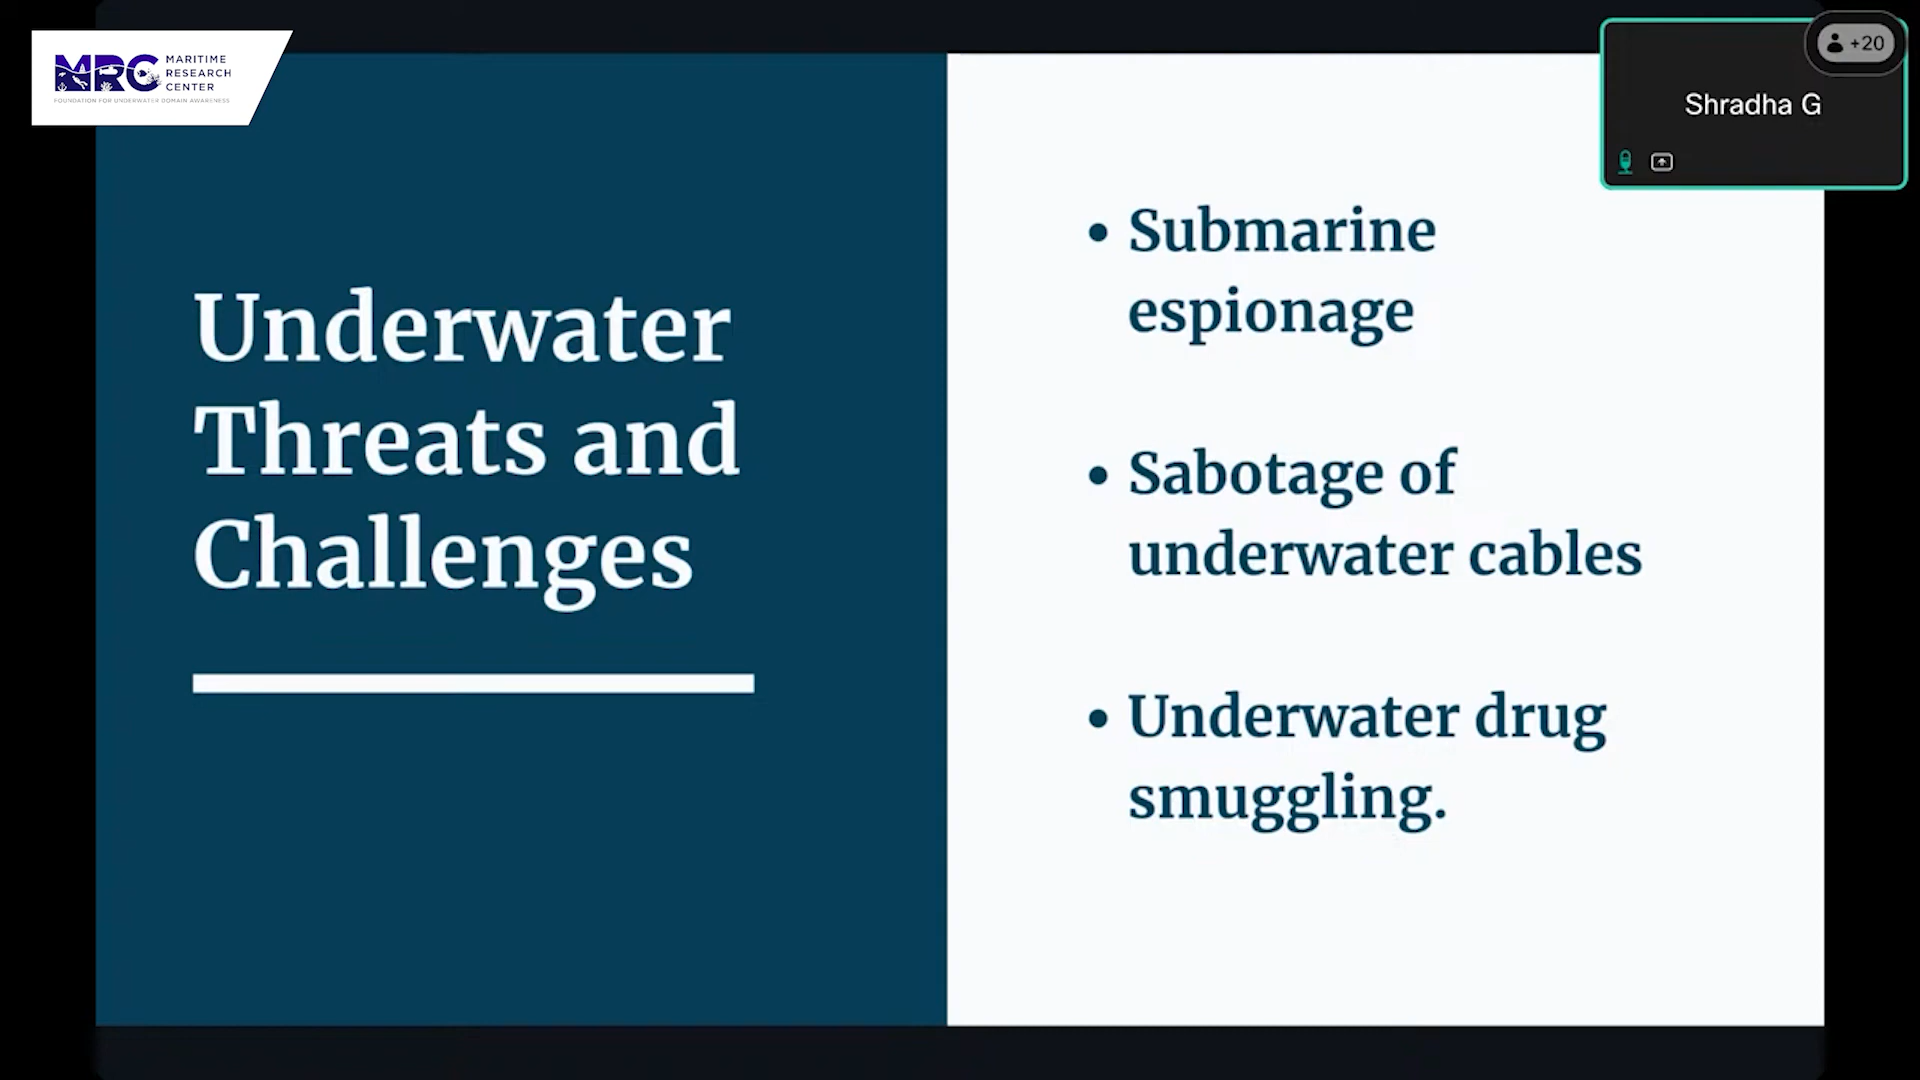 MRC
MARITIME
RESEARCH
CENTER
FOUNDATION FOR UNDERWATER DOMAIN AWARENESS
+20
Shradha G
Underwater
Threats and
Challenges
• Submarine
espionage
• Sabotage of
underwater cables
• Underwater drug
smuggling.